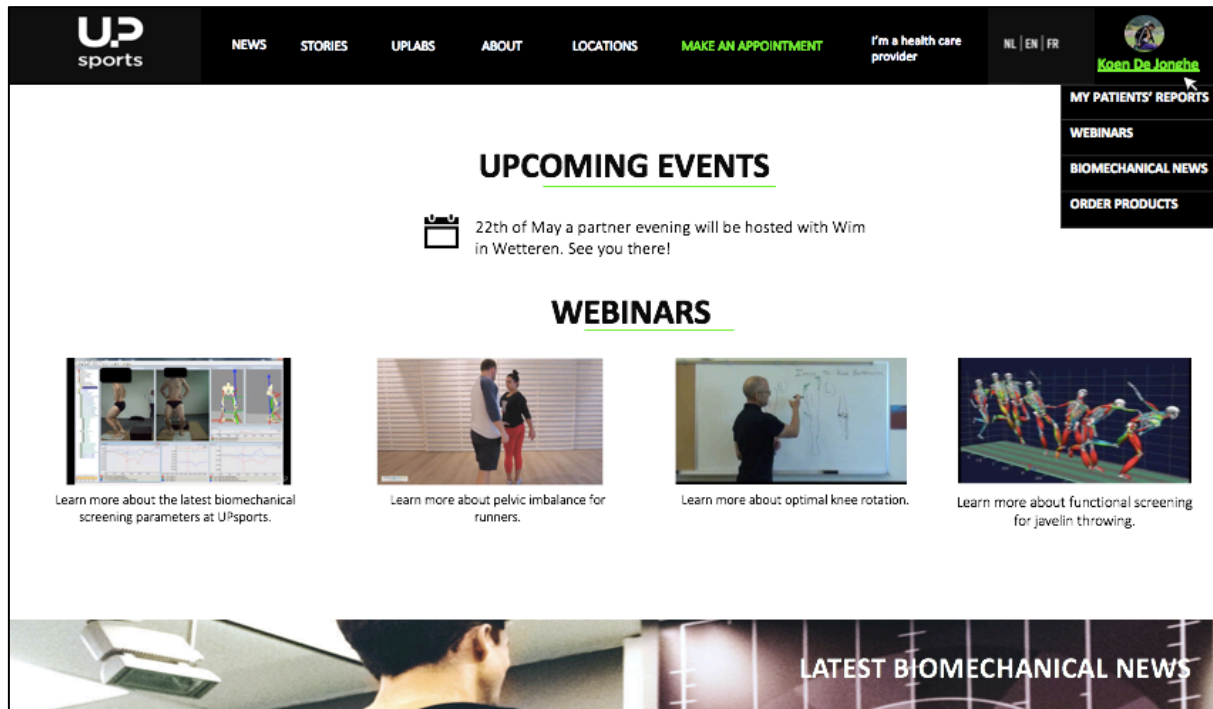 UP
sports
NEWS
STORIES
UPLABS
ABOUT
LOCATIONS
MAKE AN APPOINTMENT
I'm a health care
provider
NL | EN | FR
Koen De Jonghe
MY PATIENTS' REPORTS
WEBINARS
BIOMECHANICAL NEWS
ORDER PRODUCTS
UPCOMING EVENTS
22th of May a partner evening will be hosted with Wim
in Wetteren. See you there!
WEBINARS
Learn more about the latest biomechanical
screening parameters at UPsports.
Learn more about pelvic imbalance for
runners.
Learn more about optimal knee rotation.
Learn more about functional screening
for javelin throwing.
LATEST BIOMECHANICAL NEWS